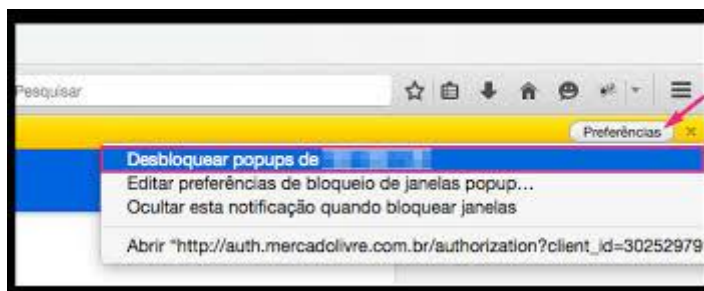 Pesquisar
Preferências
Desbloquear popups de
Editar preferências de bloqueio de janelas popup...
Ocultar esta notificação quando bloquear janelas
Abrir "http://auth.mercadolivre.com.br/authorization?client_id=30252979